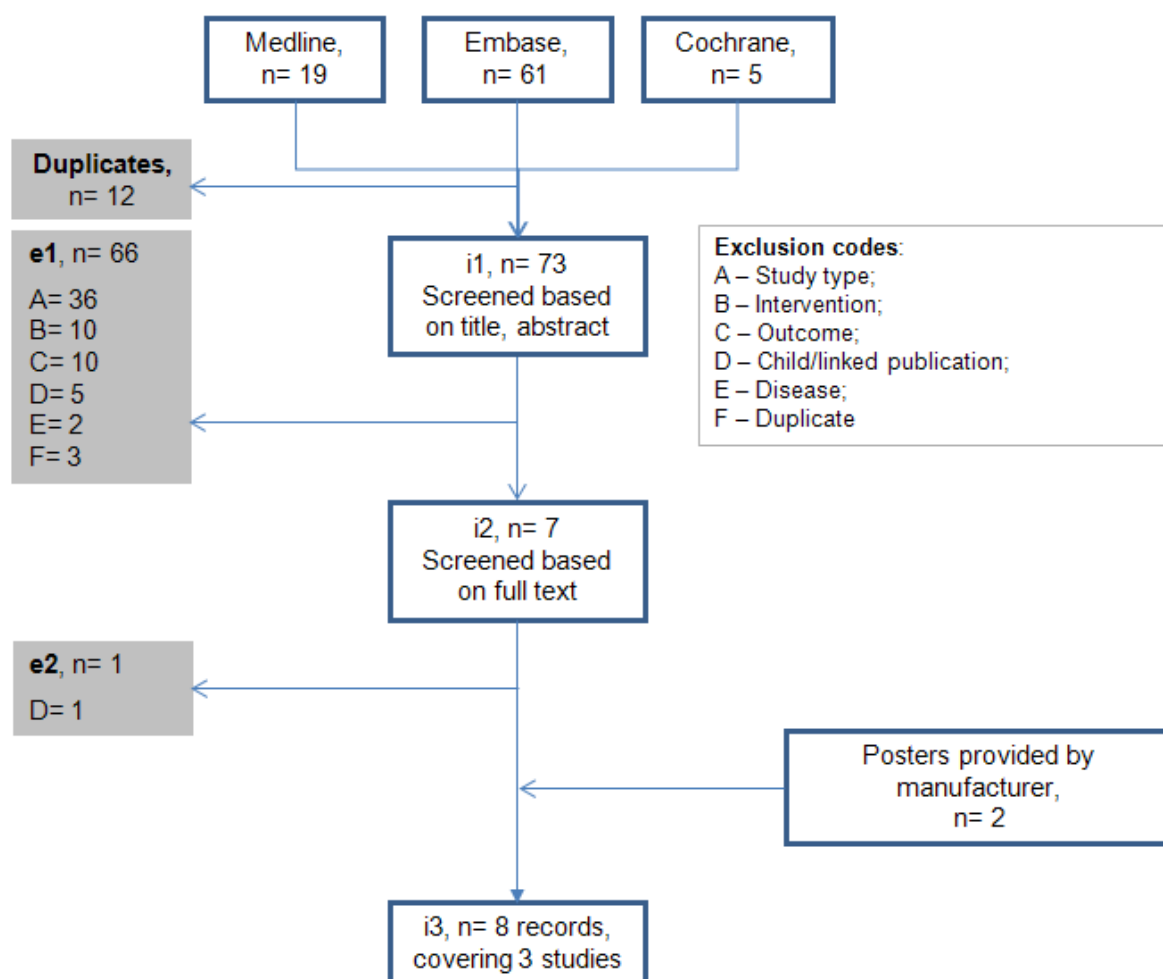 Medline,
n= 19
Embase,
n= 61
Cochrane,
n= 5
Duplicates,
n= 12
e1, n= 66
A= 36
B= 10
C= 10
D= 5
E= 2
F= 3
i1, n= 73
Screened based
on title, abstract
Exclusion codes:
A – Study type;
B – Intervention;
C – Outcome;
D – Child/linked publication;
E – Disease;
F – Duplicate
i2, n= 7
Screened based
on full text
e2, n= 1
D= 1
Posters provided by
manufacturer,
n= 2
i3, n= 8 records,
covering 3 studies